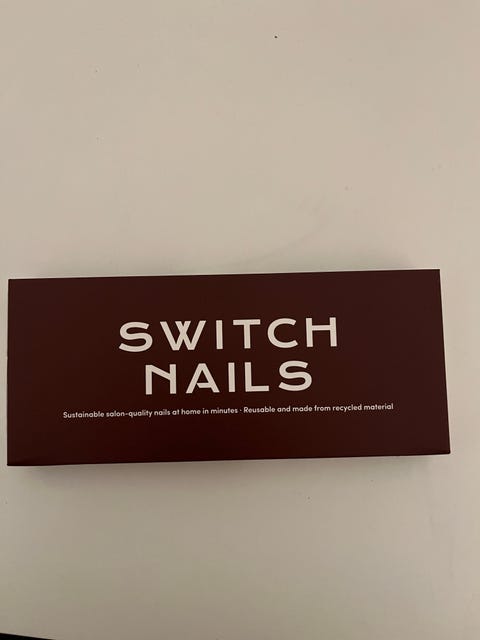 SWITCH
NAILS
Sustainable salon-quality nails at home in minutes · Reusable and made from recycled material